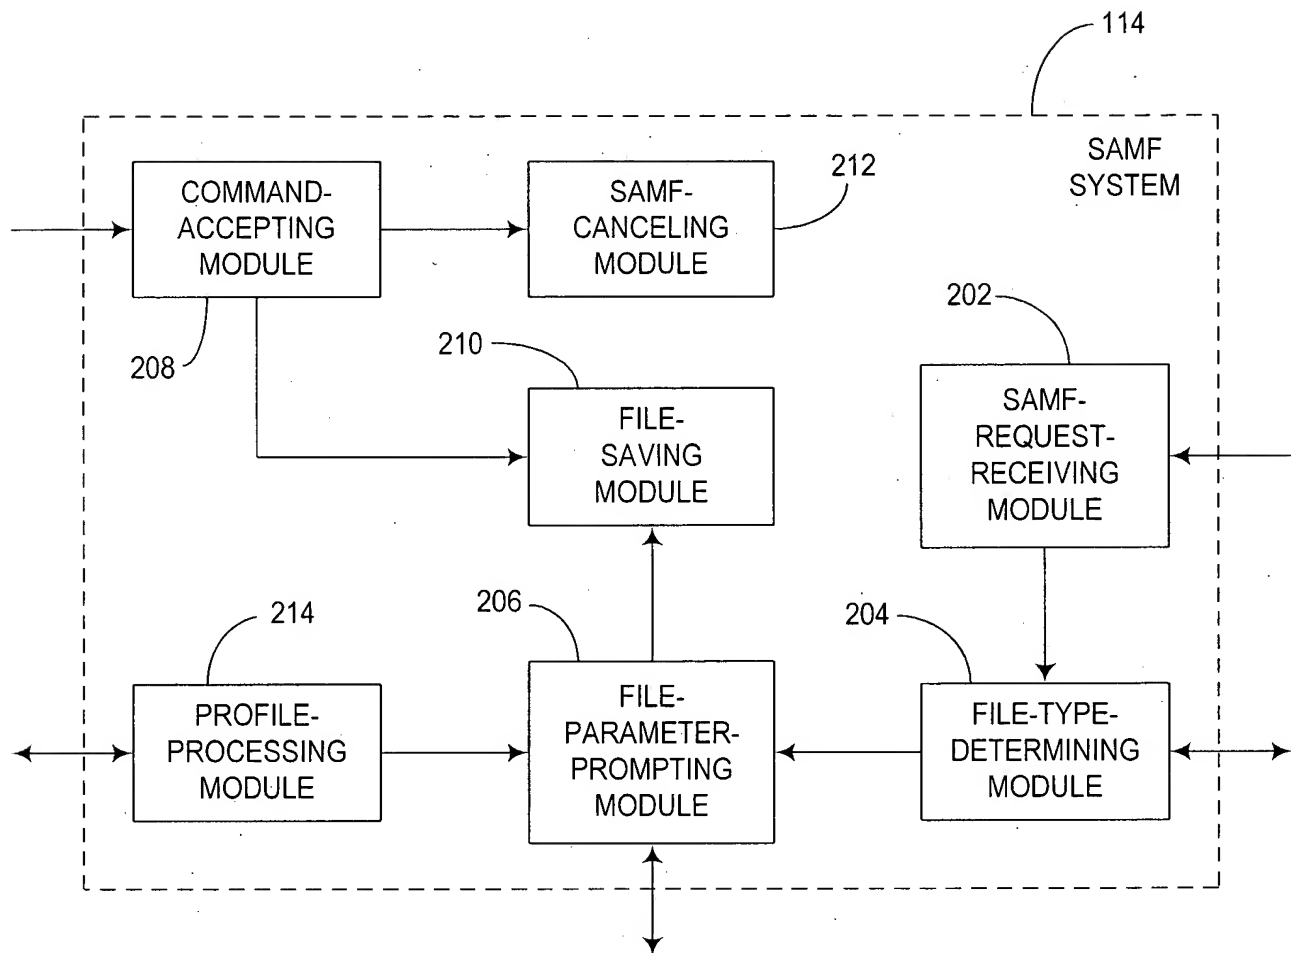 114
SAMF
SYSTEM
COMMAND-
ACCEPTING
MODULE
208
SAMF-
CANCELING
MODULE
212
210
FILE-
SAVING
MODULE
202
SAMF-
REQUEST-
RECEIVING
MODULE
214
PROFILE-
PROCESSING
MODULE
206
FILE-
PARAMETER-
PROMPTING
MODULE
204
FILE-TYPE-
DETERMINING
MODULE